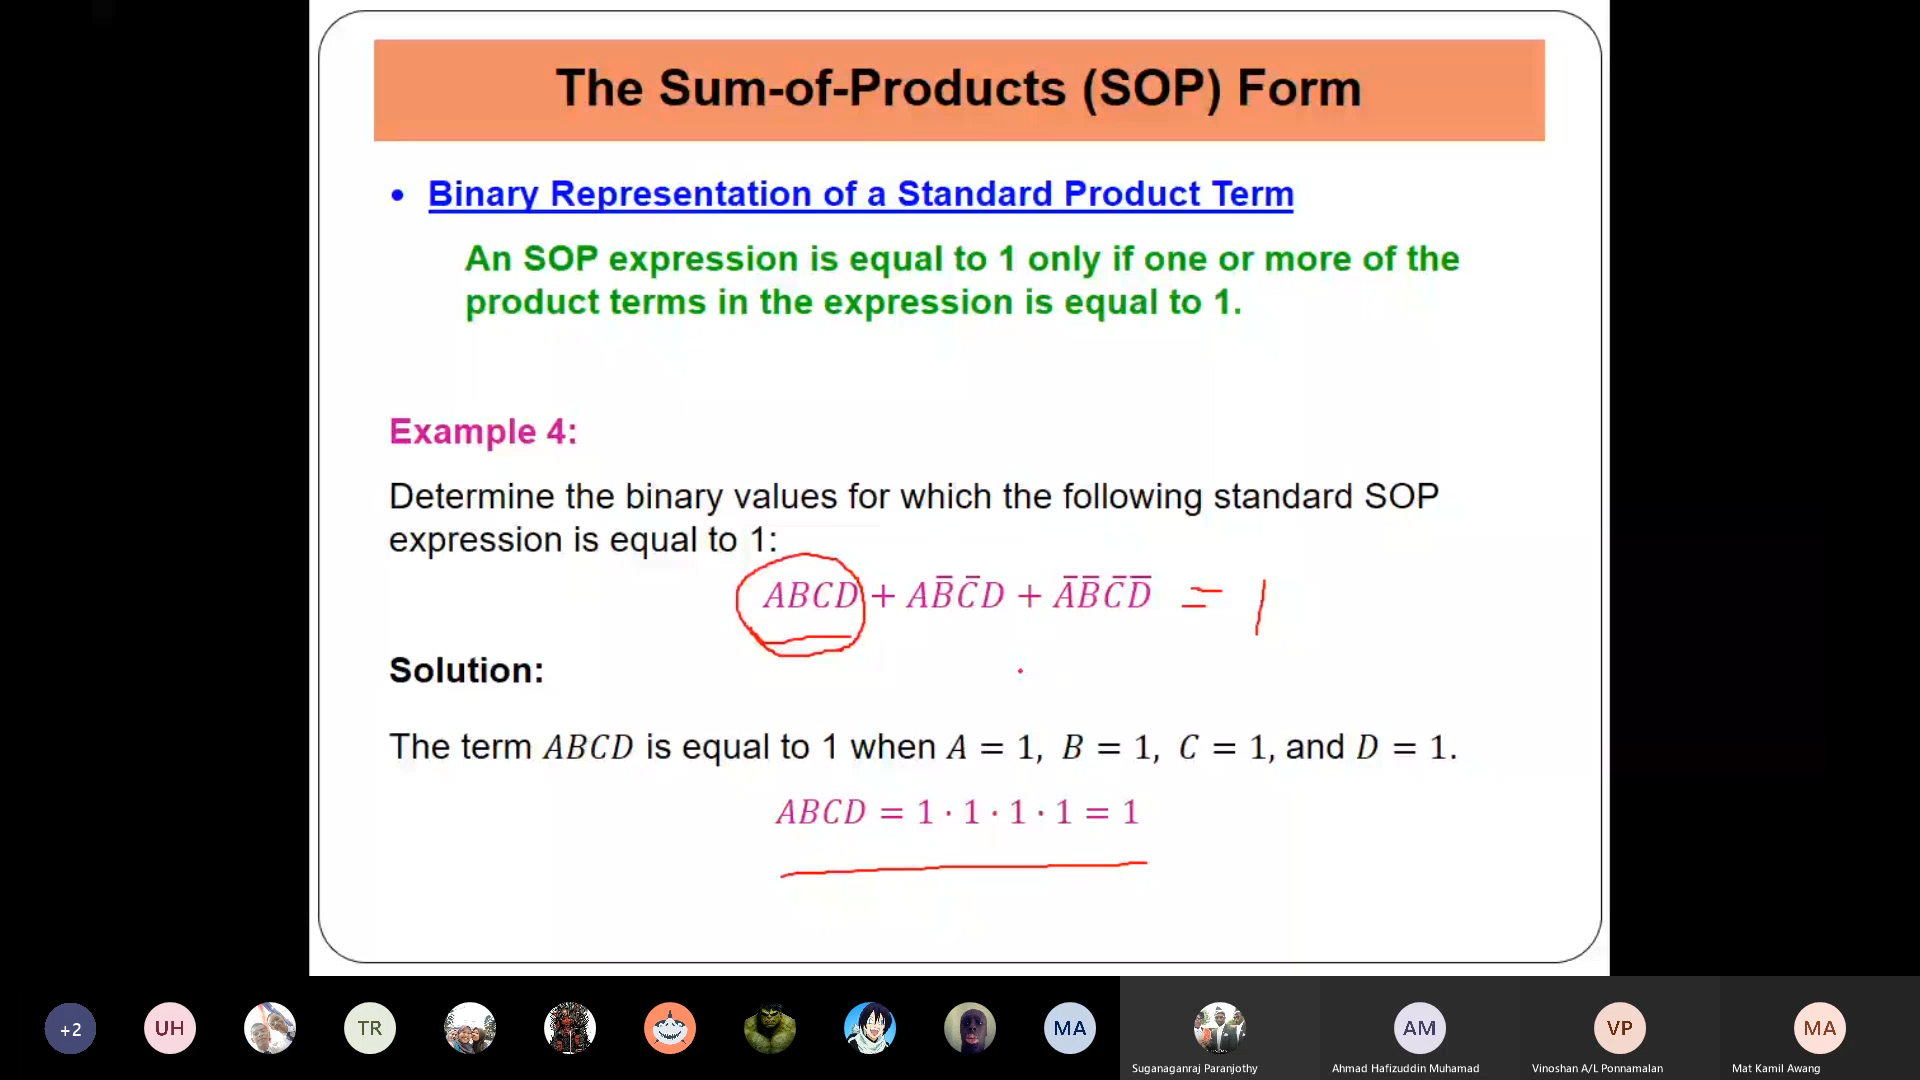 The Sum-of-Products (SOP) Form
• Binary Representation of a Standard Product Term
An SOP expression is equal to 1 only if one or more of the
product terms in the expression is equal to 1.
Example 4:
Determine the binary values for which the following standard SOP
expression is equal to 1:
ABCD + AB̅C̅D + A̅B̅C̅D̅ = 1
Solution:
The term ABCD is equal to 1 when A = 1, B = 1, C = 1, and D = 1.
ABCD = 1 · 1 · 1 · 1 = 1
+2 UH TR MA AM VP MA
Suganaganraj Paranjothy Ahmad Hafizuddin Muhamad Vinoshan A/L Ponnamalan Mat Kamil Awang